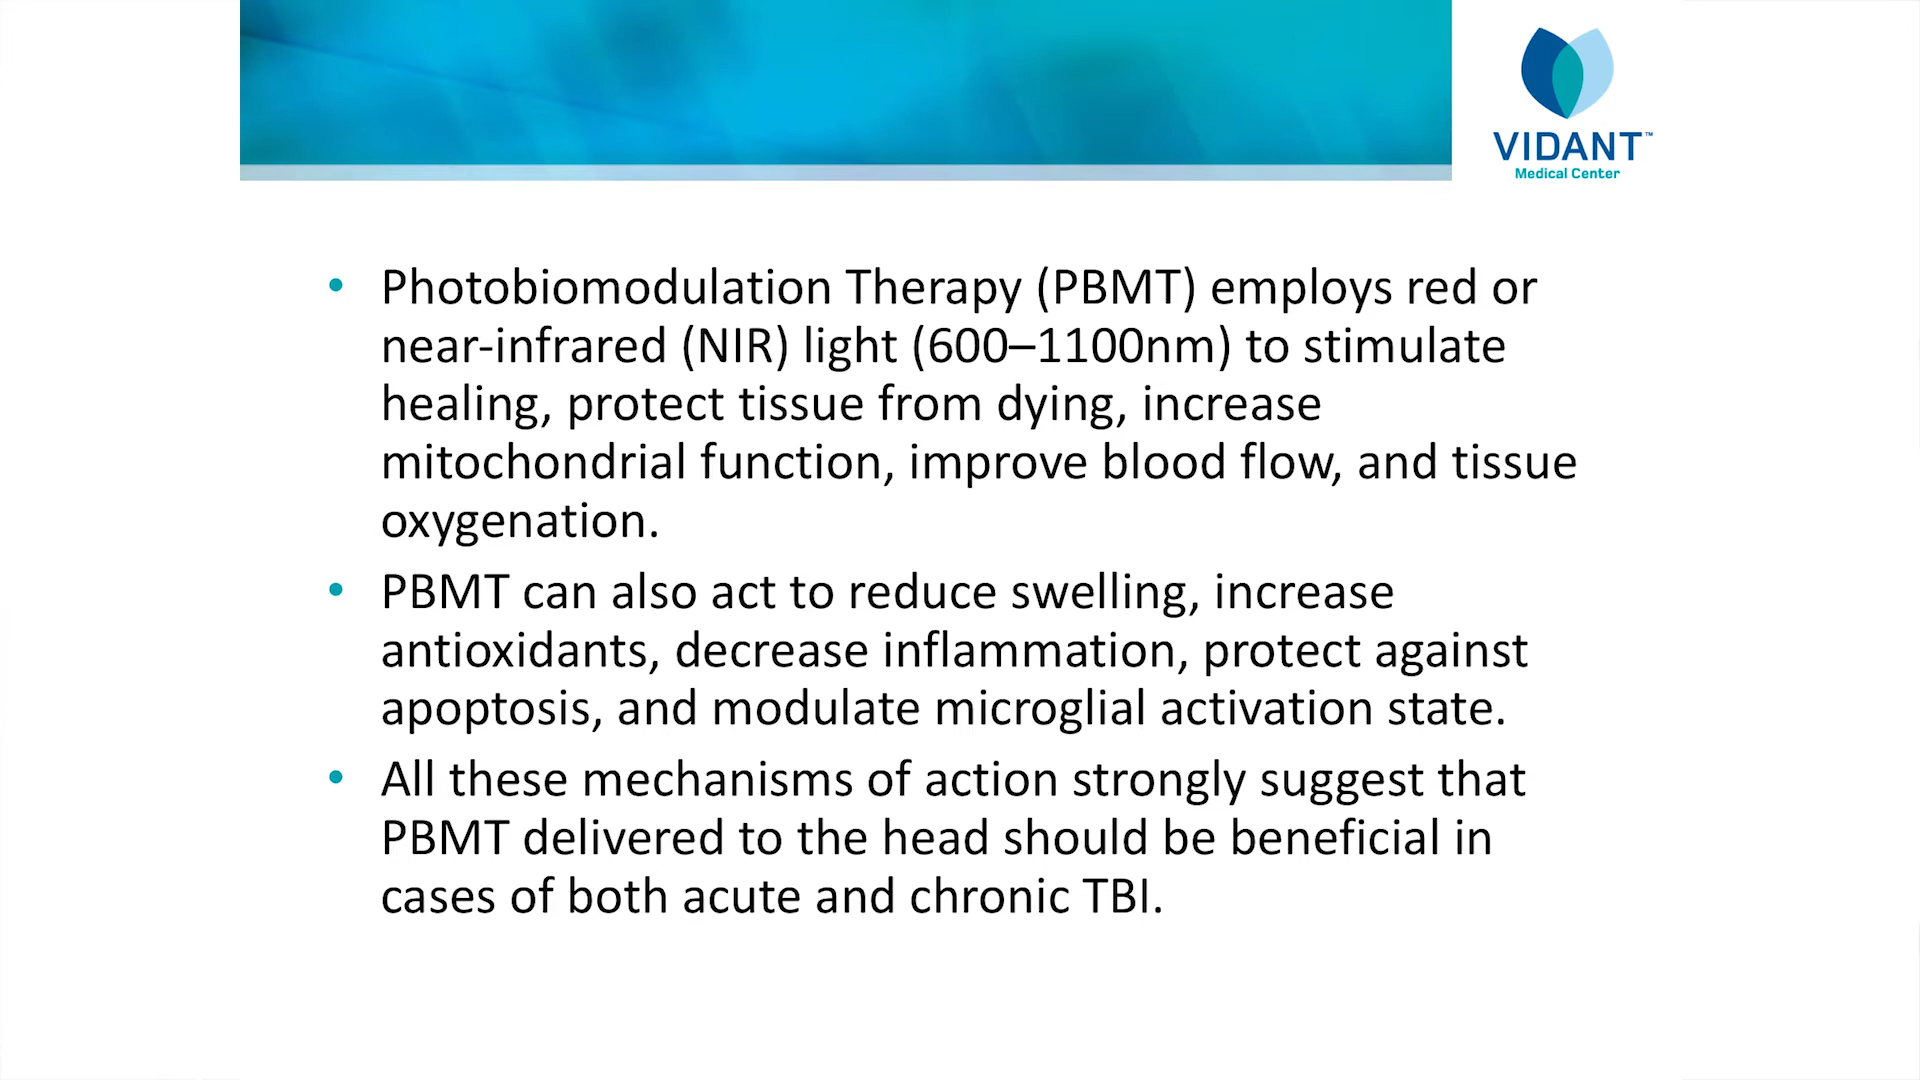 VIDANT™
Medical Center
• Photobiomodulation Therapy (PBMT) employs red or
near-infrared (NIR) light (600–1100nm) to stimulate
healing, protect tissue from dying, increase
mitochondrial function, improve blood flow, and tissue
oxygenation.
• PBMT can also act to reduce swelling, increase
antioxidants, decrease inflammation, protect against
apoptosis, and modulate microglial activation state.
• All these mechanisms of action strongly suggest that
PBMT delivered to the head should be beneficial in
cases of both acute and chronic TBI.